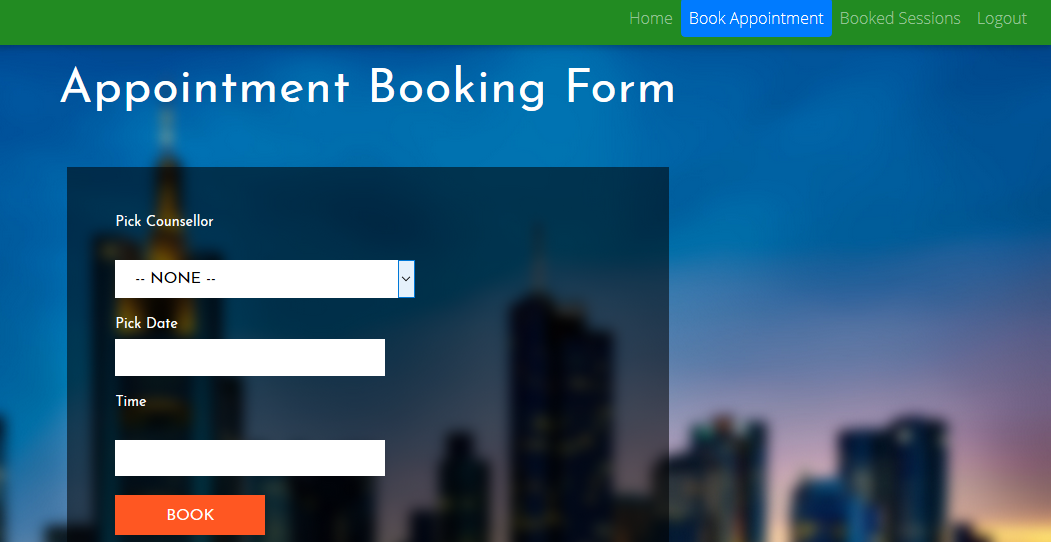 Home Book Appointment Booked Sessions Logout
Appointment Booking Form
Pick Counsellor
-- NONE --
Pick Date
Time
BOOK